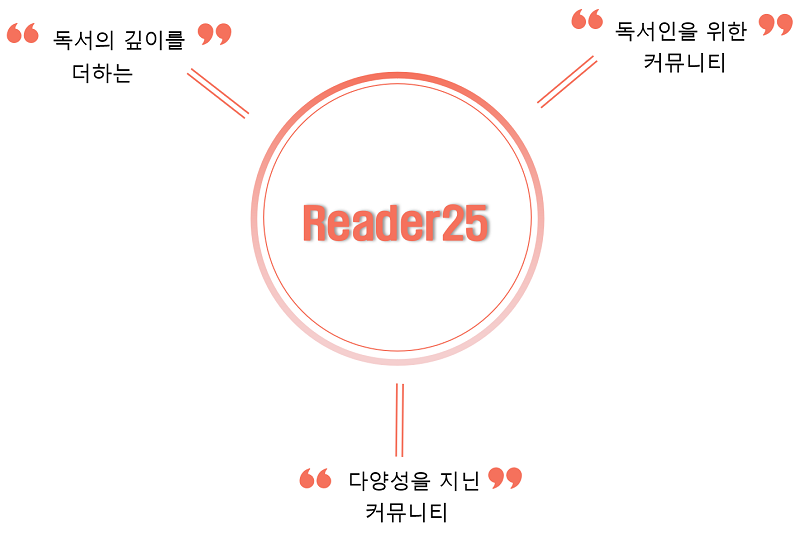 ❝ 독서의 깊이를 ❞
더하는
❝ 독서인을 위한 ❞
커뮤니티
Reader25
❝ 다양성을 지닌 ❞
커뮤니티